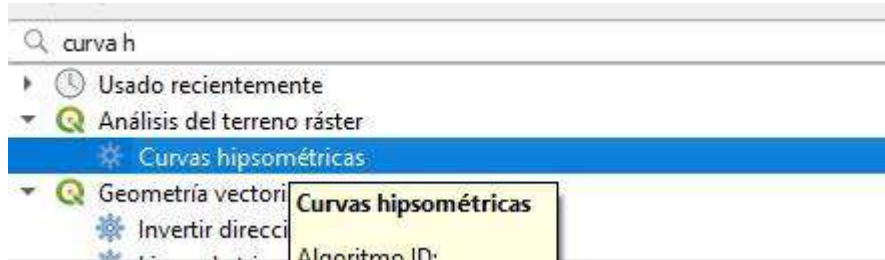 curva h
Usado recientemente
Análisis del terreno ráster
Curvas hipsométricas
Geometría vectori
Curvas hipsométricas
Invertir direcci
Algoritmo ID: